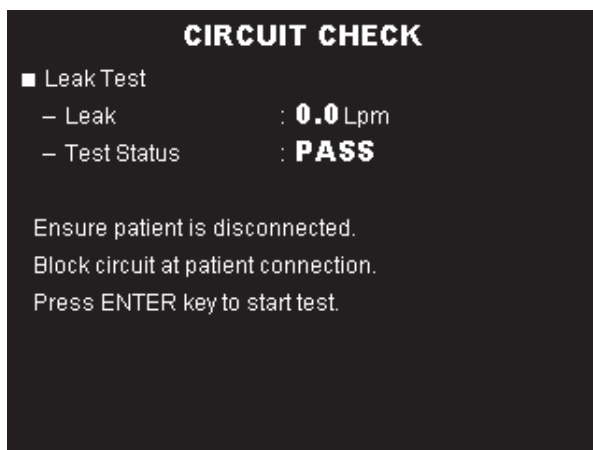 CIRCUIT CHECK
■ Leak Test
– Leak : 0.0 Lpm
– Test Status : PASS
Ensure patient is disconnected.
Block circuit at patient connection.
Press ENTER key to start test.